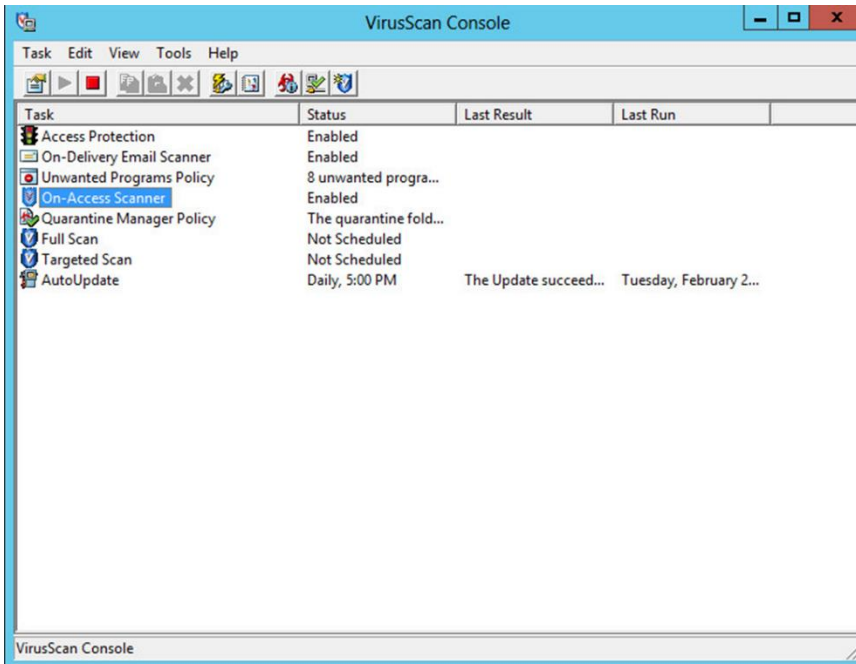 VirusScan Console
Task Edit View Tools Help
Task Status Last Result Last Run
Access Protection Enabled
On-Delivery Email Scanner Enabled
Unwanted Programs Policy 8 unwanted progra...
On-Access Scanner Enabled
Quarantine Manager Policy The quarantine fold...
Full Scan Not Scheduled
Targeted Scan Not Scheduled
AutoUpdate Daily, 5:00 PM The Update succeed... Tuesday, February 2...
VirusScan Console